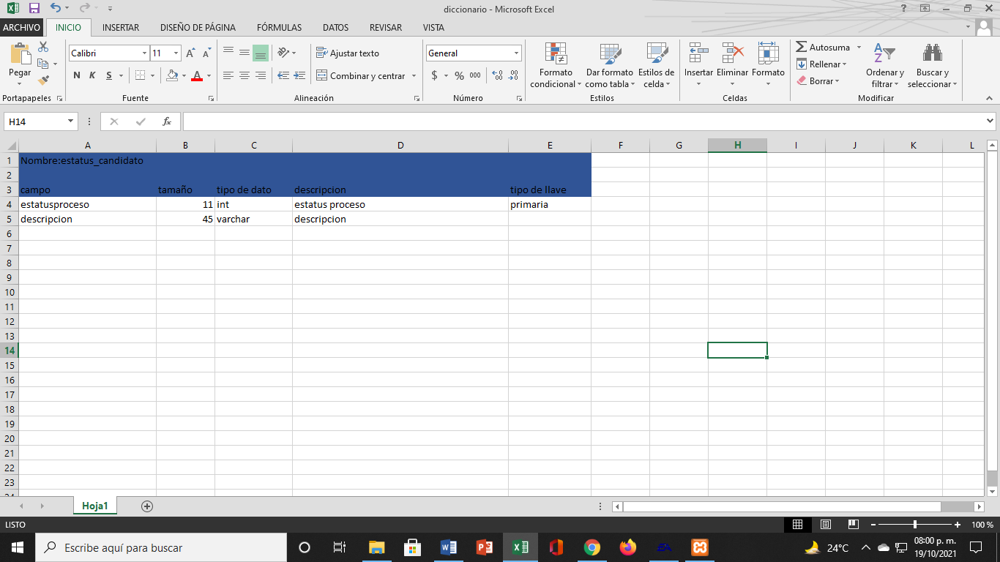 diccionario - Microsoft Excel
ARCHIVO INICIO INSERTAR DISEÑO DE PÁGINA FÓRMULAS DATOS REVISAR VISTA
Calibri 11 Ajustar texto General Autosuma
Pegar N K S Combinar y centrar $ % 000 Formato condicional Dar formato como tabla Estilos de celda Insertar Eliminar Formato Rellenar Borrar Ordenar y filtrar Buscar y seleccionar
Portapapeles Fuente Alineación Número Estilos Celdas Modificar
H14 fx
A B C D E F G H I J K L
1 Nombre:estatus_candidato
2
3 campo tamaño tipo de dato descripcion tipo de llave
4 estatusproceso 11 int estatus proceso primaria
5 descripcion 45 varchar descripcion
6
7
8
9
10
11
12
13
14
15
16
17
18
19
20
21
22
23
24
Hoja1
LISTO 100 %
Escribe aquí para buscar 24°C 08:00 p. m.
19/10/2021